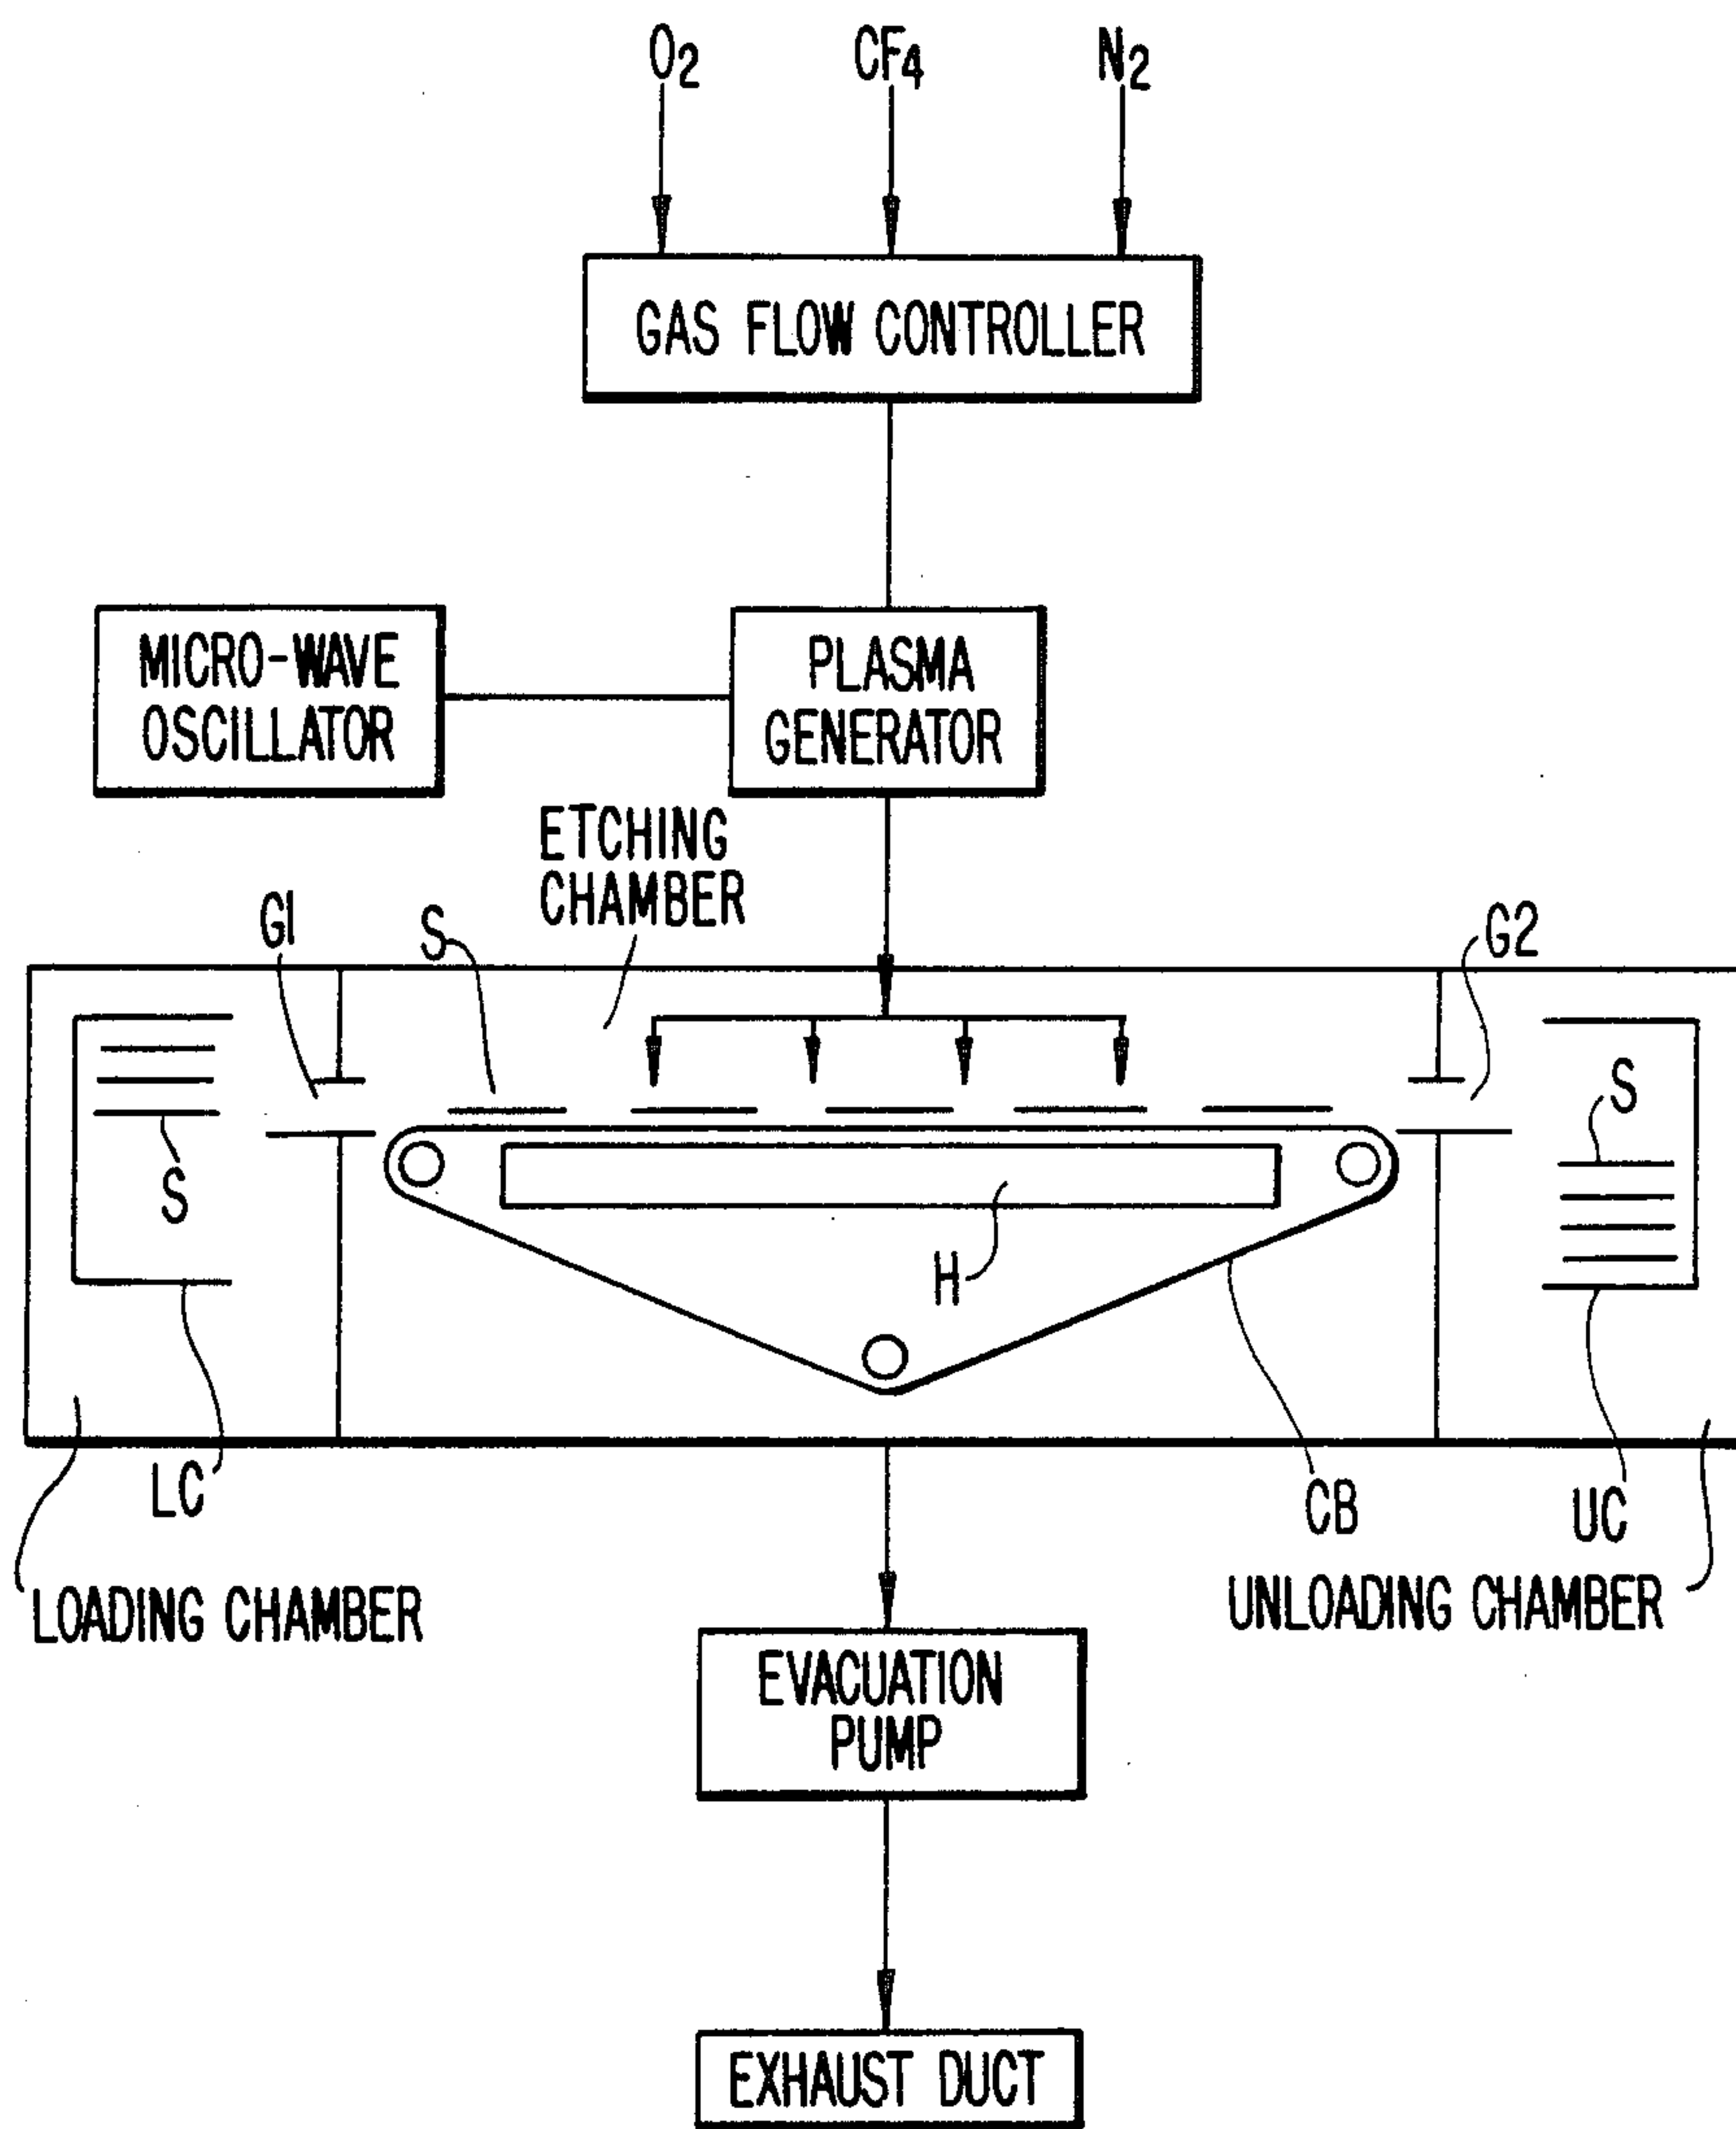 O2 CF4 N2
GAS FLOW CONTROLLER
MICRO-WAVE
OSCILLATOR
PLASMA
GENERATOR
ETCHING
CHAMBER
G1
S
G2
S
S
H
LC
CB
UC
LOADING CHAMBER
UNLOADING CHAMBER
EVACUATION
PUMP
EXHAUST DUCT